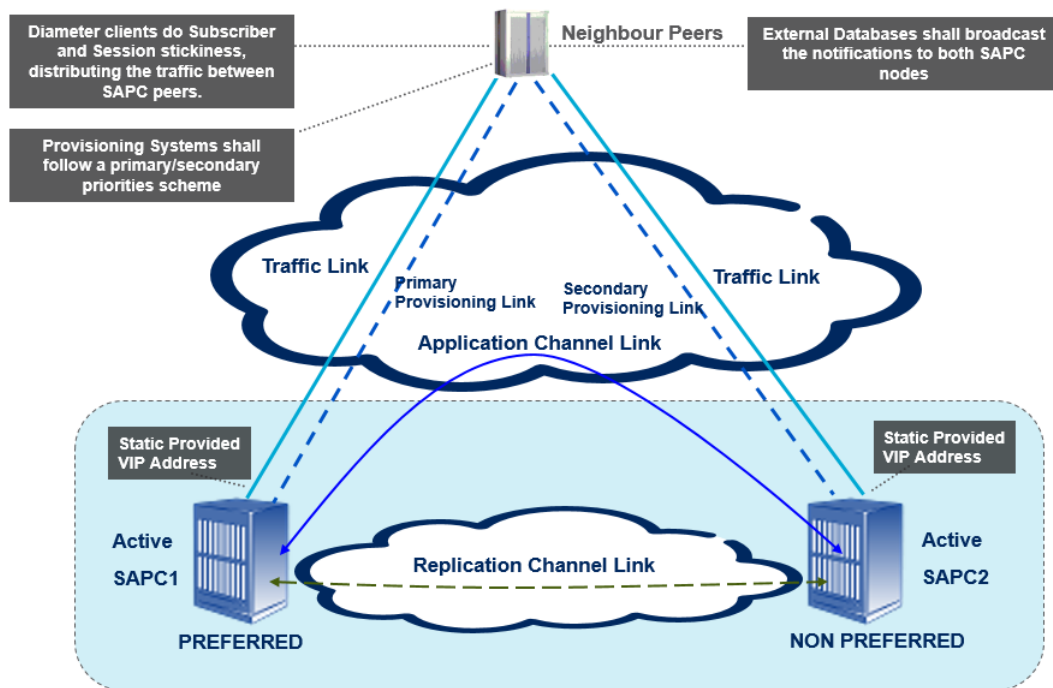 Diameter clients do Subscriber
and Session stickiness,
distributing the traffic between
SAPC peers.
Neighbour Peers
External Databases shall broadcast
the notifications to both SAPC
nodes
Provisioning Systems shall
follow a primary/secondary
priorities scheme
Traffic Link
Primary
Provisioning Link
Secondary
Provisioning Link
Traffic Link
Application Channel Link
Static Provided
VIP Address
Static Provided
VIP Address
Active
SAPC1
PREFERRED
Replication Channel Link
Active
SAPC2
NON PREFERRED